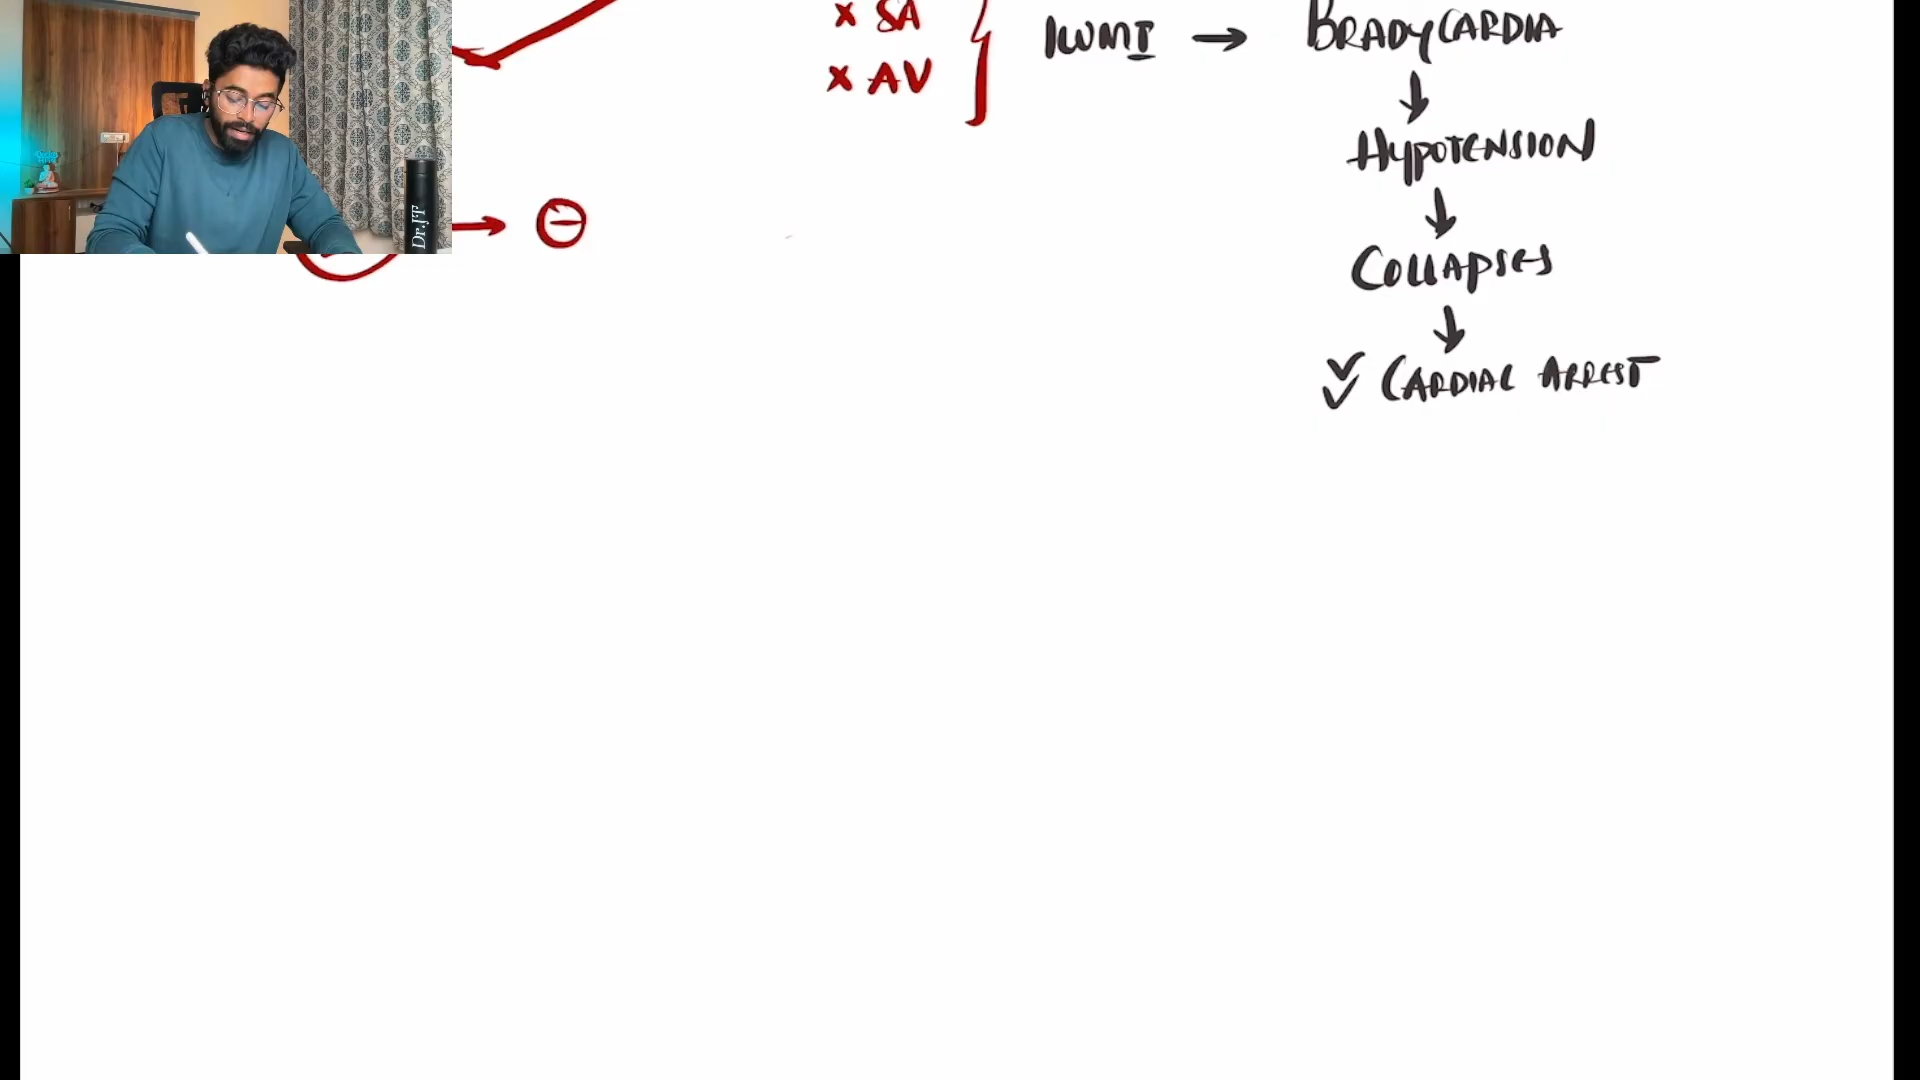 x SA
x AV
IWMI → BRADYCARDIA
↓
HYPOTENSION
↓
COLLAPSES
↓
CARDIAC ARREST
→ ⊖
Dr.JT